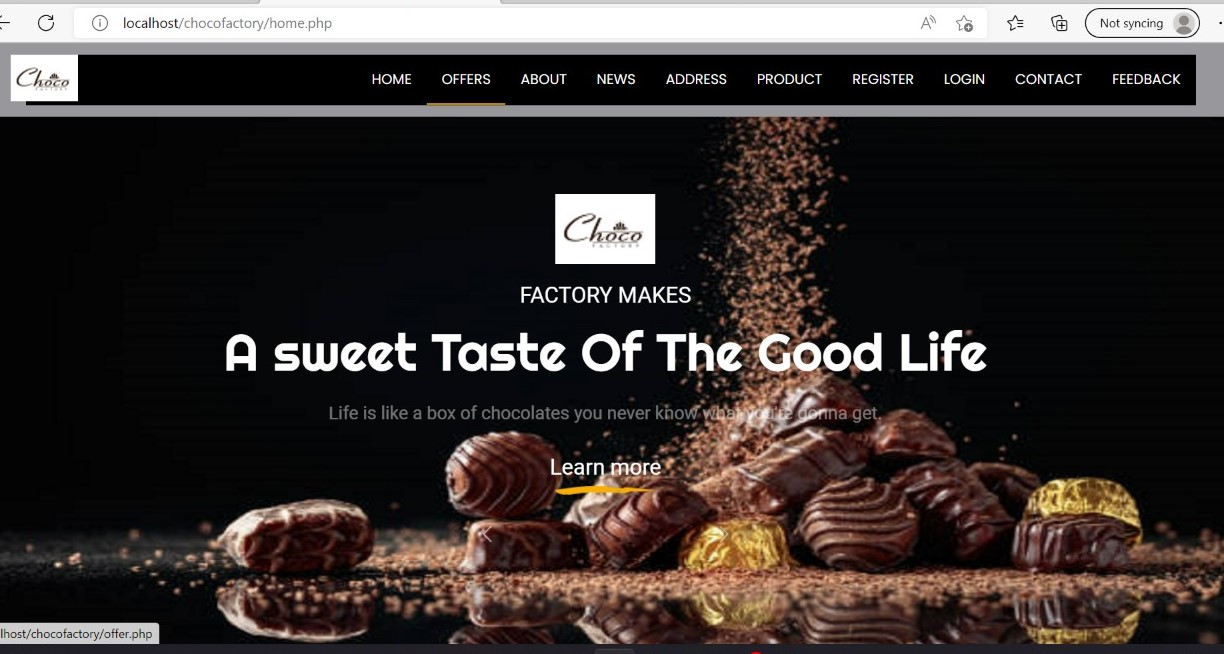 localhost/chocofactory/home.php
Not syncing
Choco
FACTORY
HOME OFFERS ABOUT NEWS ADDRESS PRODUCT REGISTER LOGIN CONTACT FEEDBACK
Choco
FACTORY
FACTORY MAKES
A sweet Taste Of The Good Life
Life is like a box of chocolates you never know what you're gonna get.
Learn more
lhost/chocofactory/offer.php